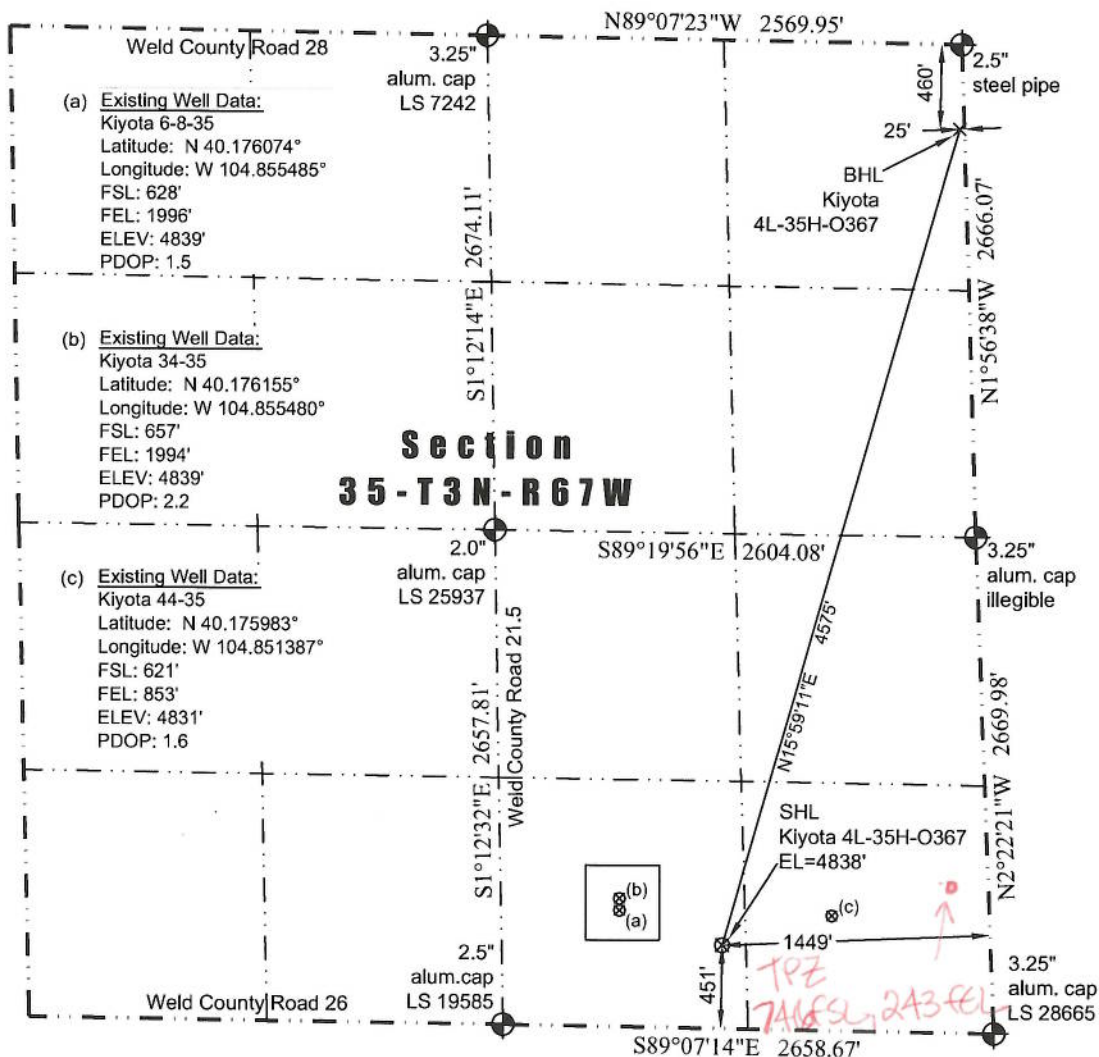 N89°07'23"W 2569.95'
Weld County Road 28
3.25"
alum. cap
LS 7242
2.5"
steel pipe
460'
25'
BHL
Kiyota
4L-35H-O367
(a) Existing Well Data:
Kiyota 6-8-35
Latitude: N 40.176074°
Longitude: W 104.855485°
FSL: 628'
FEL: 1996'
ELEV: 4839'
PDOP: 1.5
S1°12'14"E 2674.11'
N1°56'38"W 2666.07'
(b) Existing Well Data:
Kiyota 34-35
Latitude: N 40.176155°
Longitude: W 104.855480°
FSL: 657'
FEL: 1994'
ELEV: 4839'
PDOP: 2.2
Section
35-T3N-R67W
2.0"
alum. cap
LS 25937
S89°19'56"E 2604.08'
3.25"
alum. cap
illegible
(c) Existing Well Data:
Kiyota 44-35
Latitude: N 40.175983°
Longitude: W 104.851387°
FSL: 621'
FEL: 853'
ELEV: 4831'
PDOP: 1.6
Weld County Road 21.5
S1°12'32"E 2657.81'
N15°59'11"E 4575'
N2°22'21"W 2669.98'
SHL
Kiyota 4L-35H-O367
EL=4838'
(b)
(a)
(c)
1449'
451'
TPZ
746FSL, 243 FEL
2.5"
alum.cap
LS 19585
3.25"
alum. cap
LS 28665
Weld County Road 26
S89°07'14"E 2658.67'